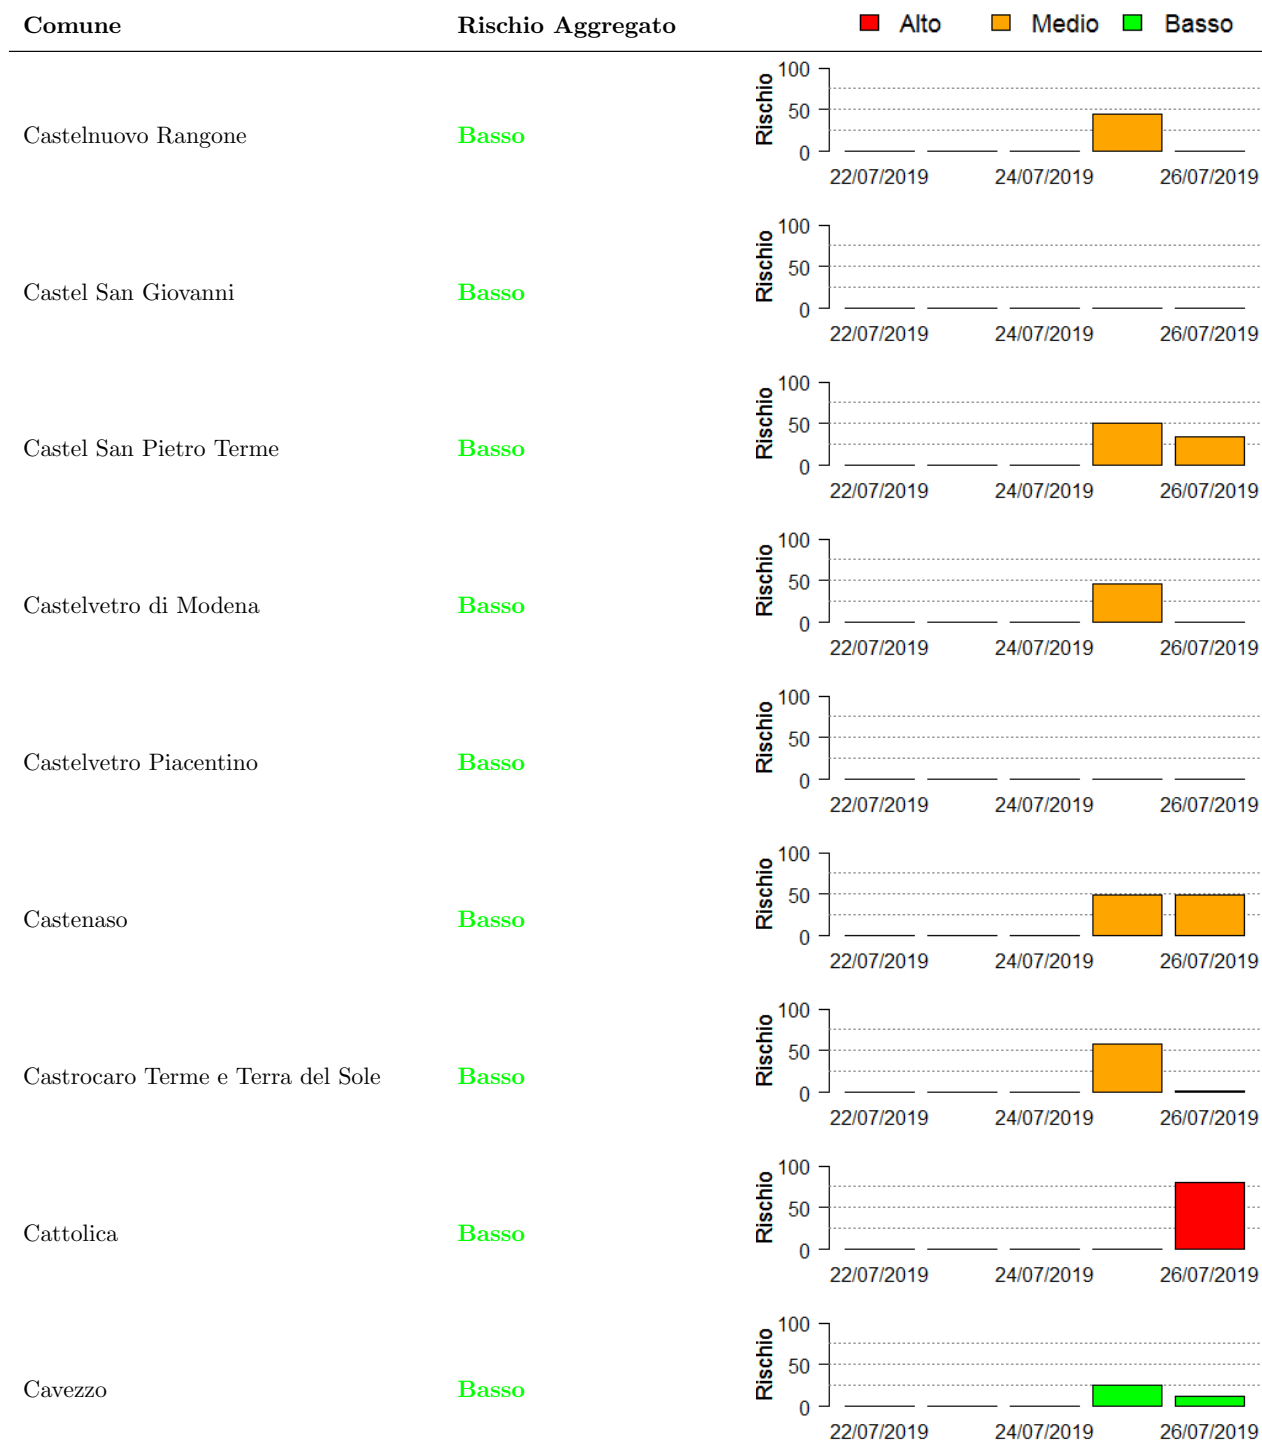 Comune Rischio Aggregato Alto Medio Basso
100
50
0
Rischio
Castelnuovo Rangone Basso
22/07/2019 24/07/2019 26/07/2019
100
50
0
Rischio
Castel San Giovanni Basso
22/07/2019 24/07/2019 26/07/2019
100
50
0
Rischio
Castel San Pietro Terme Basso
22/07/2019 24/07/2019 26/07/2019
100
50
0
Rischio
Castelvetro di Modena Basso
22/07/2019 24/07/2019 26/07/2019
100
50
0
Rischio
Castelvetro Piacentino Basso
22/07/2019 24/07/2019 26/07/2019
100
50
0
Rischio
Castenaso Basso
22/07/2019 24/07/2019 26/07/2019
100
50
0
Rischio
Castrocaro Terme e Terra del Sole Basso
22/07/2019 24/07/2019 26/07/2019
100
50
0
Rischio
Cattolica Basso
22/07/2019 24/07/2019 26/07/2019
100
50
0
Rischio
Cavezzo Basso
22/07/2019 24/07/2019 26/07/2019